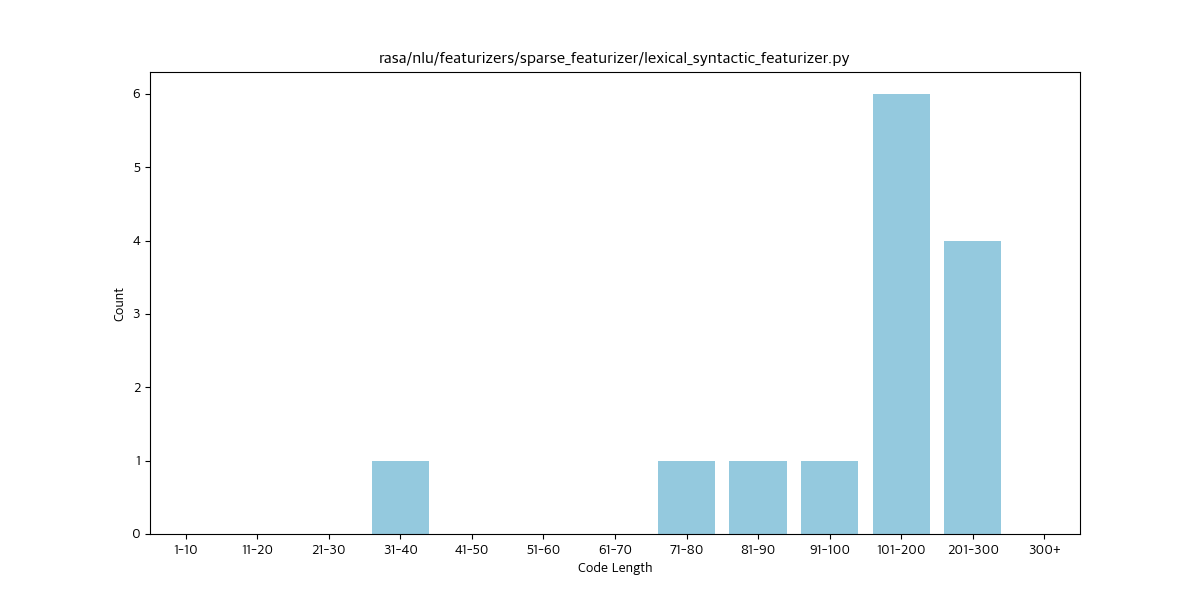 rasa/nlu/featurizers/sparse_featurizer/lexical_syntactic_featurizer.py
6
5
4
3
2
1
0
Count
1-10 11-20 21-30 31-40 41-50 51-60 61-70 71-80 81-90 91-100 101-200 201-300 300+
Code Length